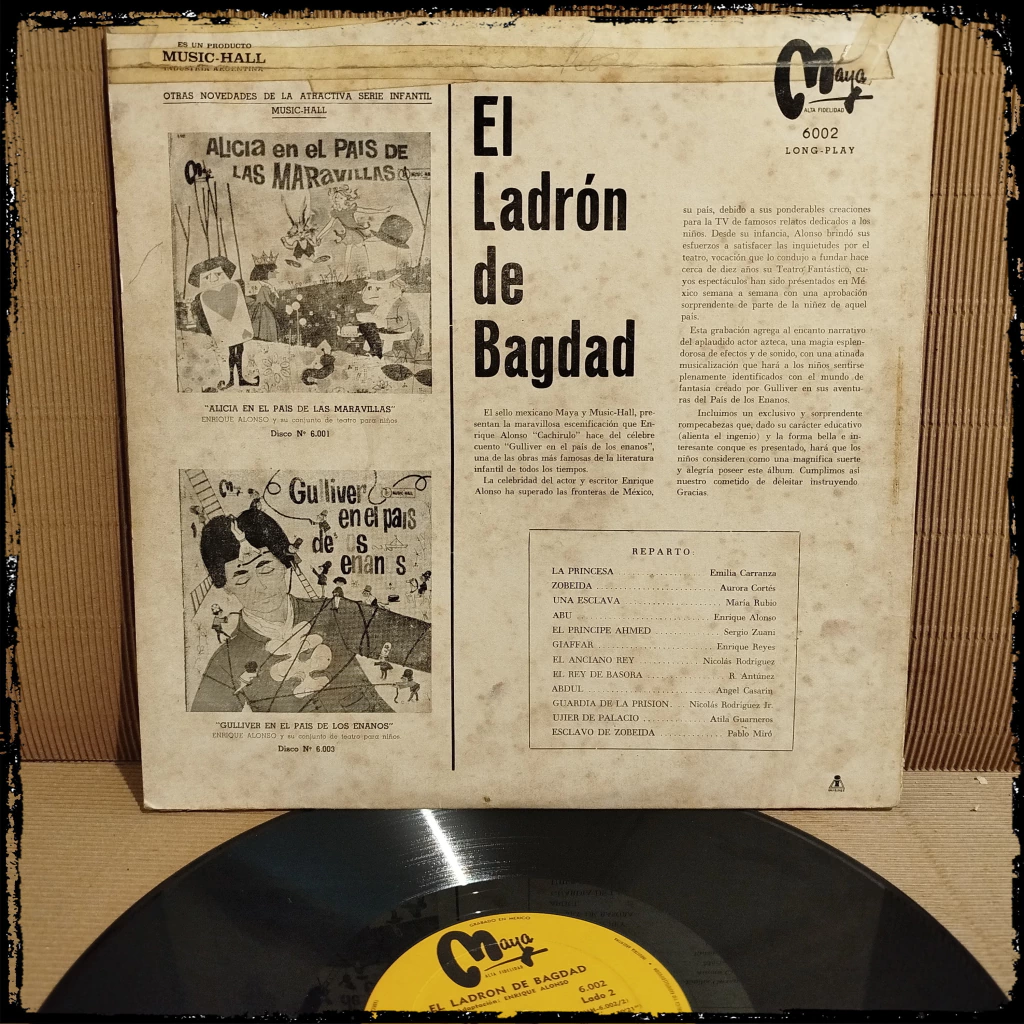 ES UN PRODUCTO
MUSIC-HALL
INDUSTRIA ARGENTINA
OTRAS NOVEDADES DE LA ATRACTIVA SERIE INFANTIL
MUSIC-HALL
ALICIA en el PAIS DE
LAS MARAVILLAS
"ALICIA EN EL PAIS DE LAS MARAVILLAS"
ENRIQUE ALONSO y su conjunto de teatro para niños
Disco Nº 6.001
Gulliver
en el pais
de os
enan s
"GULLIVER EN EL PAIS DE LOS ENANOS"
ENRIQUE ALONSO y su conjunto de teatro para niños
Disco Nº 6.003
El
Ladrón
de
Bagdad
El sello mexicano Maya y Music-Hall, pre-
sentan la maravillosa escenificación que En-
rique Alonso "Cachirulo" hace del célebre
cuento "Gulliver en el país de los enanos",
una de las obras más famosas de la literatura
infantil de todos los tiempos.
La celebridad del actor y escritor Enrique
Alonso ha superado las fronteras de México,
Maya
ALTA FIDELIDAD
6002
LONG-PLAY
su país, debido a sus ponderables creaciones
para la TV de famosos relatos dedicados a los
niños. Desde su infancia, Alonso brindó sus
esfuerzos a satisfacer las inquietudes por el
teatro, vocación que lo condujo a fundar hace
cerca de diez años su Teatro Fantástico, cu-
yos espectáculos han sido présentados en Mé-
xico semana a semana con una aprobación
sorprendente de parte de la niñez de aquel
país.
Esta grabación agrega al encanto narrativo
del aplaudido actor azteca, una magia esplen-
dorosa de efectos y de sonido, con una atinada
musicalización que hará a los niños sentirse
plenamente identificados con el mundo de
fantasía creado por Gulliver en sus aventu-
ras del País de los Enanos.
Incluimos un exclusivo y sorprendente
rompecabezas que, dado su carácter educativo
(alienta el ingenio) y la forma bella e in-
teresante conque es presentado, hará que los
niños consideren como una magnífica suerte
y alegría poseer este álbum. Cumplimos así
nuestro cometido de deleitar instruyendo
Gracias.
REPARTO:
LA PRINCESA .................... Emilia Carranza
ZOBEIDA .................... Aurora Cortés
UNA ESCLAVA .................... María Rubio
ABU .................... Enrique Alonso
EL PRINCIPE AHMED .................... Sergio Zuani
GIAFFAR .................... Enrique Reyes
EL ANCIANO REY .................... Nicolás Rodríguez
EL REY DE BASORA .................... R. Antúnez
ABDUL .................... Angel Casarin
GUARDIA DE LA PRISION .... Nicolás Rodríguez Jr.
UJIER DE PALACIO .................... Atila Guarneros
ESCLAVO DE ZOBEIDA .................... Pablo Miró
GRABADO EN MEXICO
Maya
ALTA FIDELIDAD
EL LADRON DE BAGDAD
Adaptación: ENRIQUE ALONSO
6.002
Lado 2